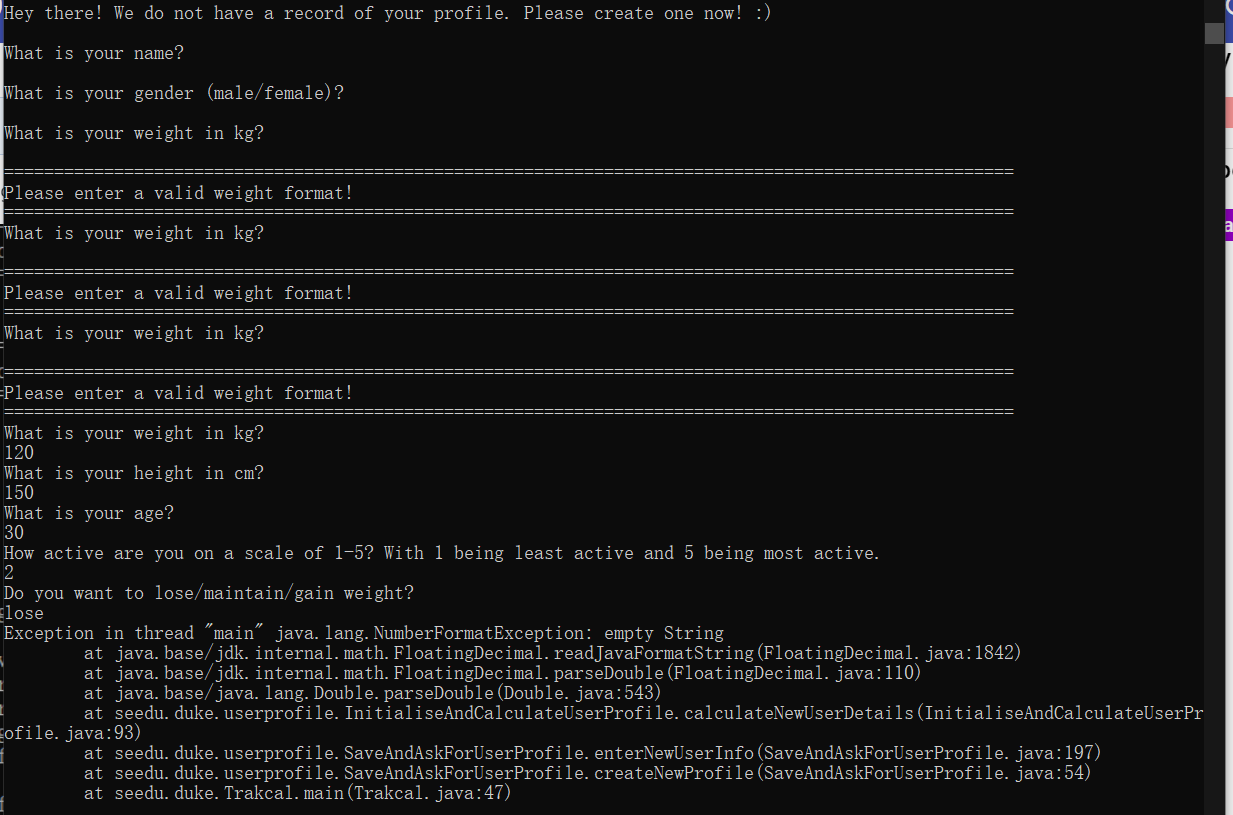 Hey there! We do not have a record of your profile. Please create one now! :)
What is your name?
What is your gender (male/female)?
What is your weight in kg?
=====================================================================================================
Please enter a valid weight format!
=====================================================================================================
What is your weight in kg?
=====================================================================================================
Please enter a valid weight format!
=====================================================================================================
What is your weight in kg?
=====================================================================================================
Please enter a valid weight format!
=====================================================================================================
What is your weight in kg?
120
What is your height in cm?
150
What is your age?
30
How active are you on a scale of 1-5? With 1 being least active and 5 being most active.
2
Do you want to lose/maintain/gain weight?
lose
Exception in thread "main" java.lang.NumberFormatException: empty String
        at java.base/jdk.internal.math.FloatingDecimal.readJavaFormatString(FloatingDecimal.java:1842)
        at java.base/jdk.internal.math.FloatingDecimal.parseDouble(FloatingDecimal.java:110)
        at java.base/java.lang.Double.parseDouble(Double.java:543)
        at seedu.duke.userprofile.InitialiseAndCalculateUserProfile.calculateNewUserDetails(InitialiseAndCalculateUserPr
ofile.java:93)
        at seedu.duke.userprofile.SaveAndAskForUserProfile.enterNewUserInfo(SaveAndAskForUserProfile.java:197)
        at seedu.duke.userprofile.SaveAndAskForUserProfile.createNewProfile(SaveAndAskForUserProfile.java:54)
        at seedu.duke.Trakcal.main(Trakcal.java:47)